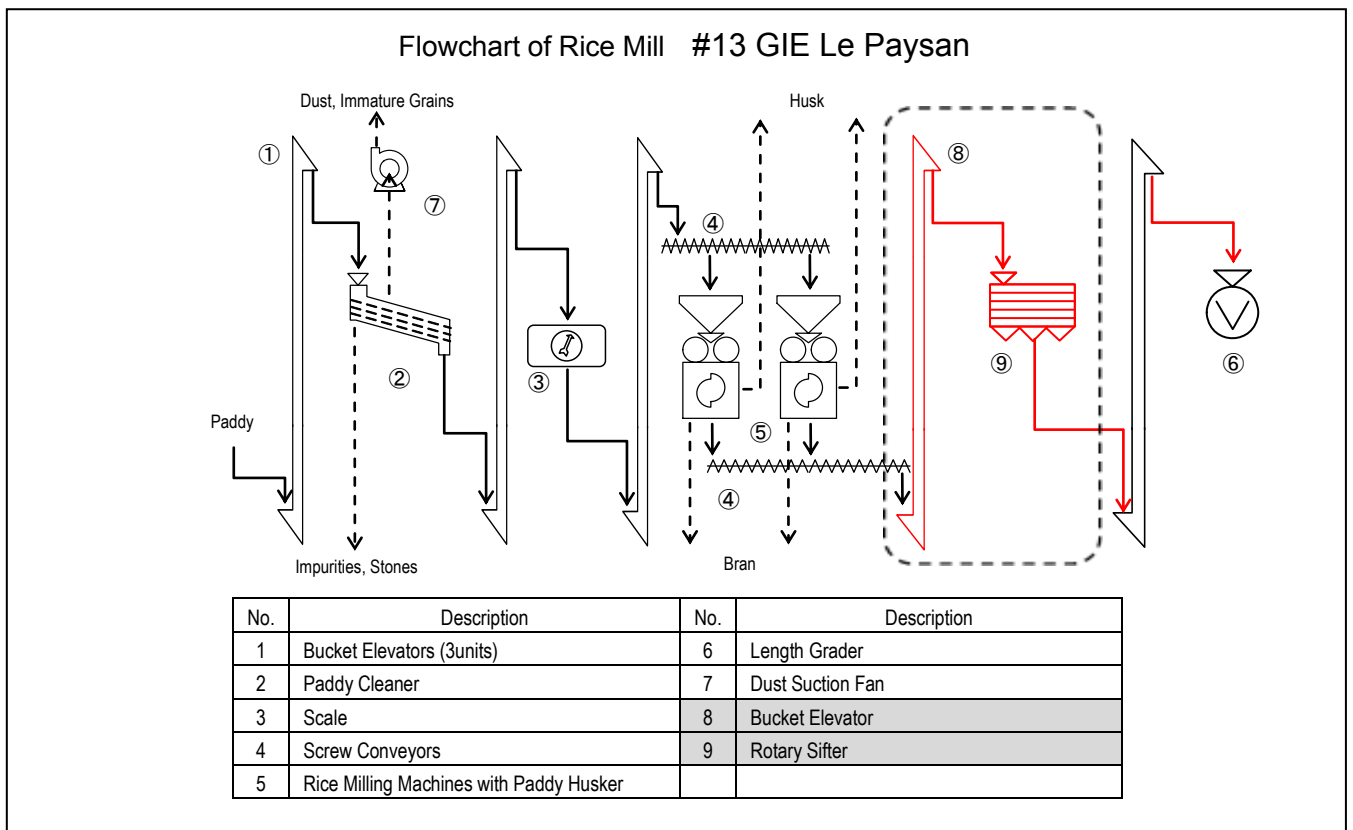 Flowchart of Rice Mill #13 GIE Le Paysan
Dust, Immature Grains
Husk
①
⑦
④
⑧
②
③
⑨
⑥
Paddy
⑤
④
Impurities, Stones
Bran
No. Description No. Description
1 Bucket Elevators (3units) 6 Length Grader
2 Paddy Cleaner 7 Dust Suction Fan
3 Scale 8 Bucket Elevator
4 Screw Conveyors 9 Rotary Sifter
5 Rice Milling Machines with Paddy Husker